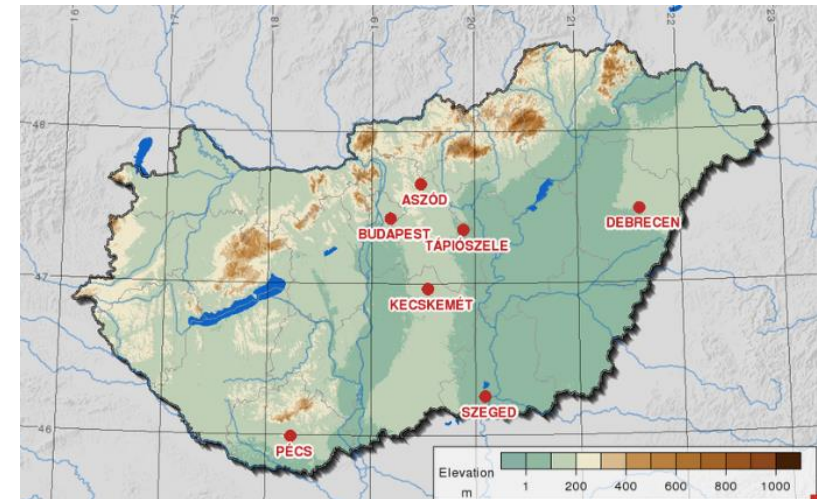 16
17
18
19
20
21
22
23
48
47
46
ASZÓD
BUDAPEST
TÁPIÓSZELE
DEBRECEN
KECSKEMÉT
SZEGED
PÉCS
Elevation
m
1 200 400 600 800 1000